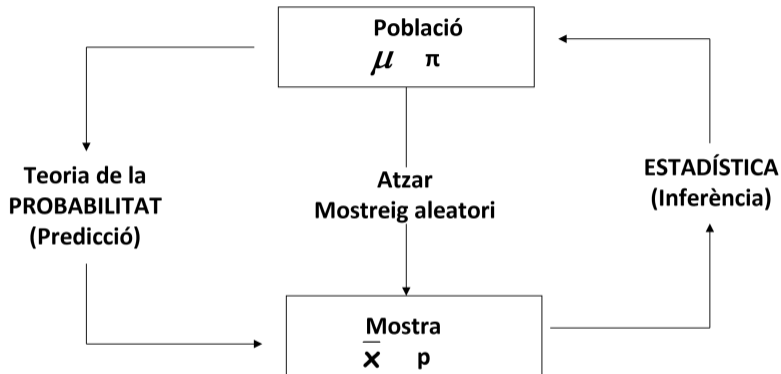 Població
μ π
Teoria de la
PROBABILITAT
(Predicció)
Atzar
Mostreig aleatori
ESTADÍSTICA
(Inferència)
Mostra
x̅ p